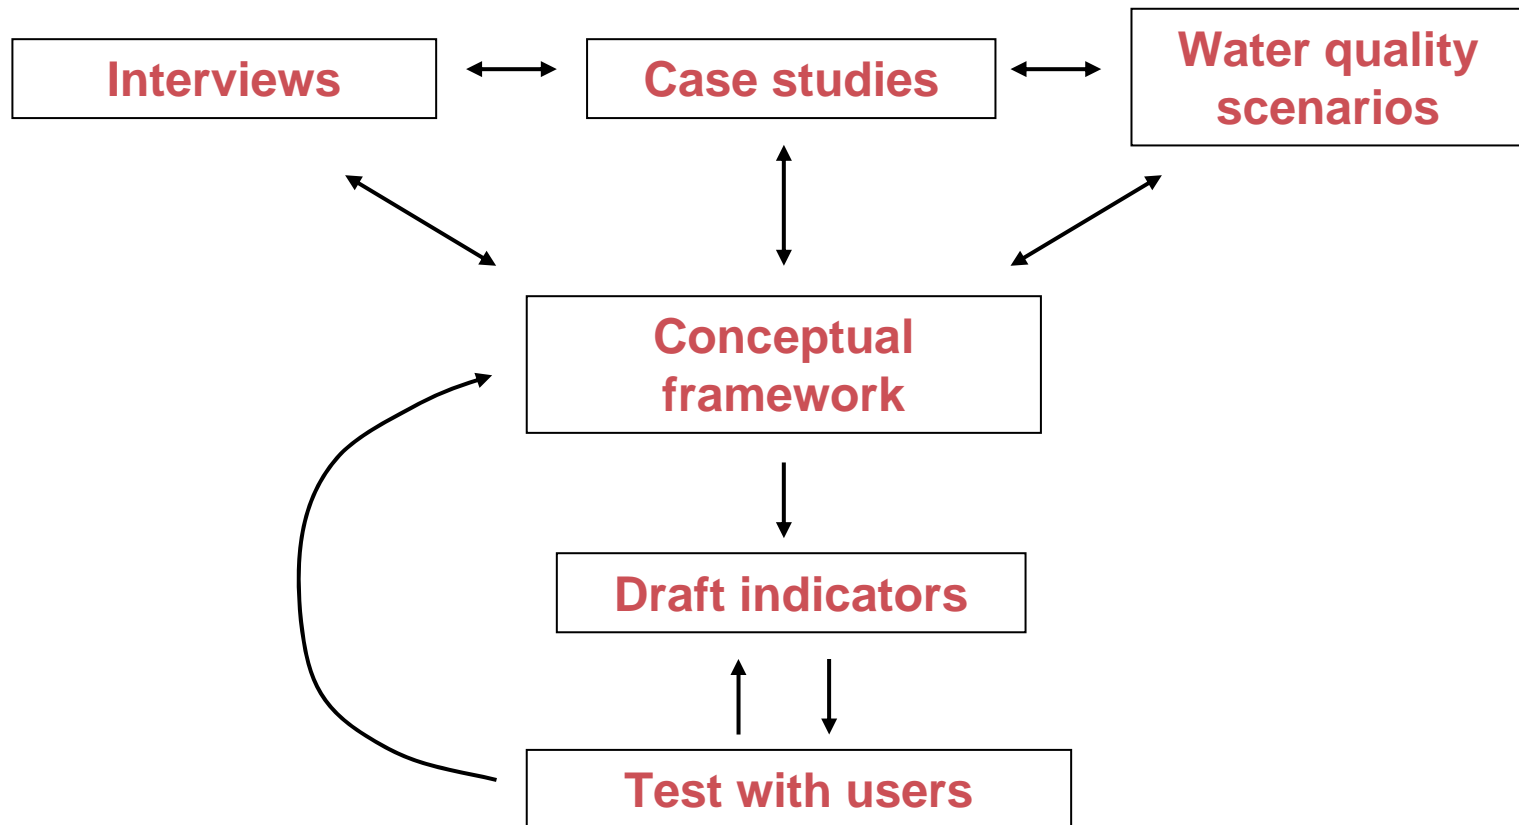 Interviews
Case studies
Water quality
scenarios
Conceptual
framework
Draft indicators
Test with users